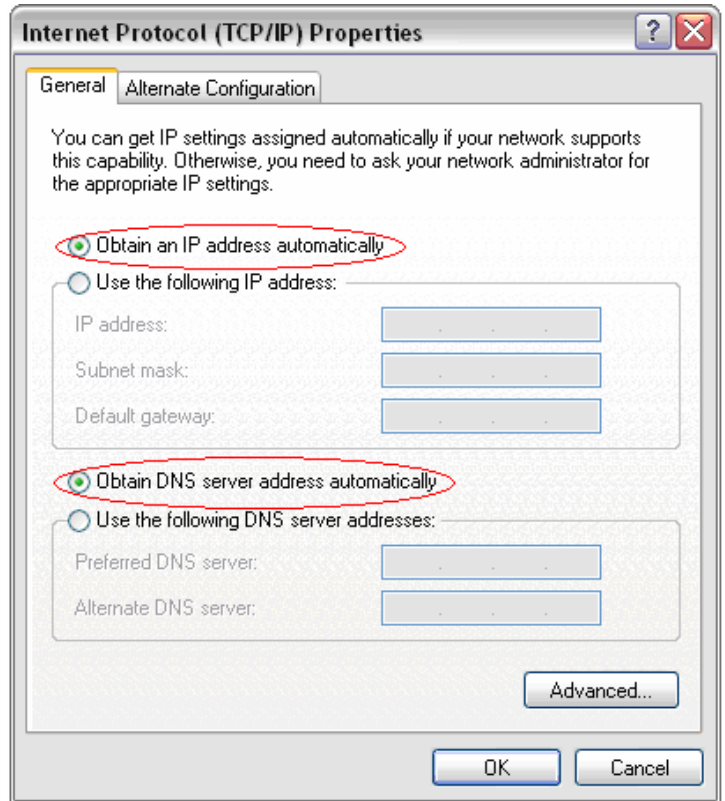 Internet Protocol (TCP/IP) Properties
General
Alternate Configuration
You can get IP settings assigned automatically if your network supports
this capability. Otherwise, you need to ask your network administrator for
the appropriate IP settings.
Obtain an IP address automatically
Use the following IP address:
IP address:
Subnet mask:
Default gateway:
Obtain DNS server address automatically
Use the following DNS server addresses:
Preferred DNS server:
Alternate DNS server:
Advanced...
OK
Cancel